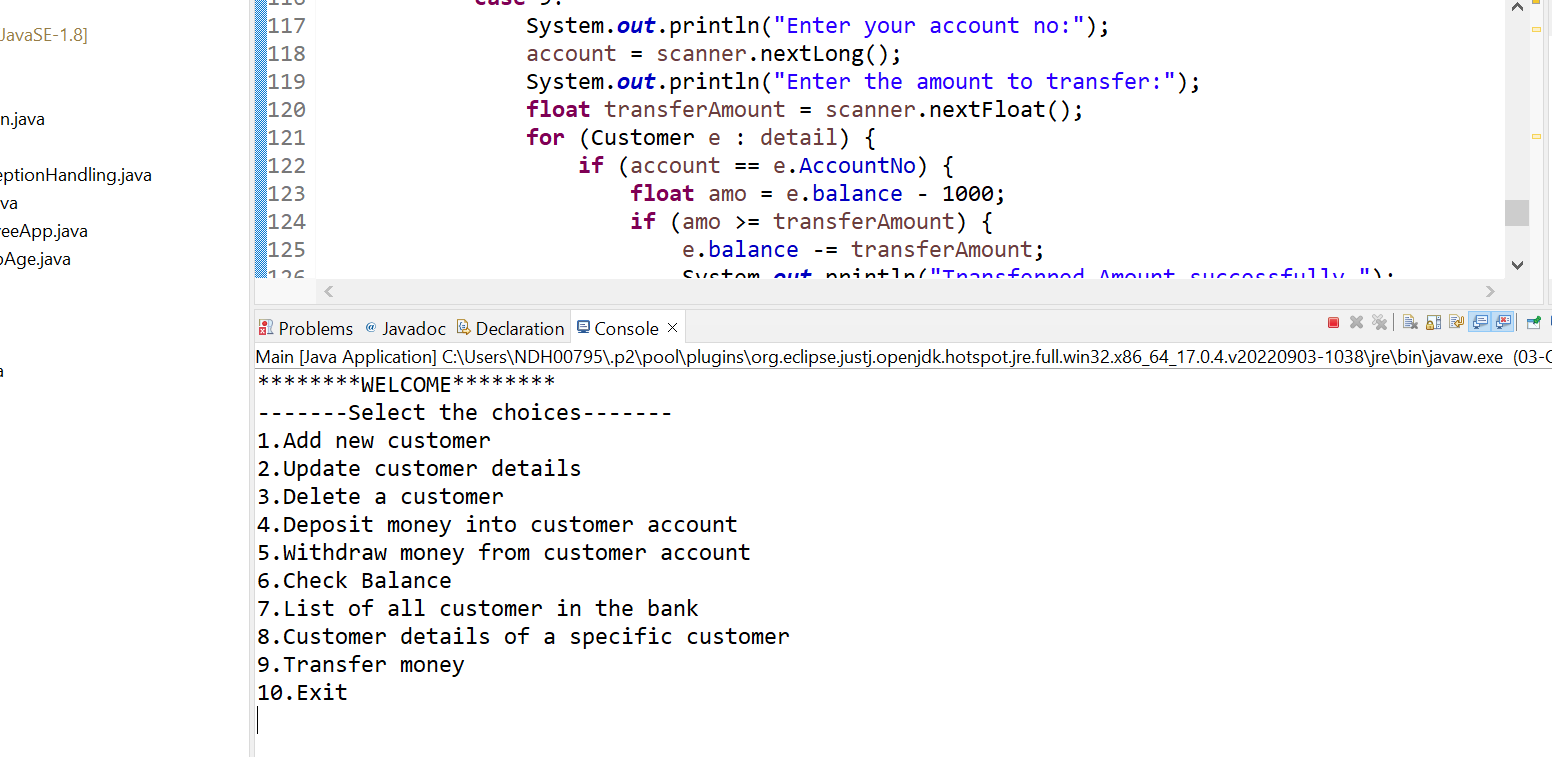 JavaSE-1.8]
n.java
eptionHandling.java
va
eeApp.java
Age.java
a
116 case 9:
117 System.out.println("Enter your account no:");
118 account = scanner.nextLong();
119 System.out.println("Enter the amount to transfer:");
120 float transferAmount = scanner.nextFloat();
121 for (Customer e : detail) {
122 if (account == e.AccountNo) {
123 float amo = e.balance - 1000;
124 if (amo >= transferAmount) {
125 e.balance -= transferAmount;
126 System.out.println("Transferred Amount successfully.");
Problems @ Javadoc Declaration Console
Main [Java Application] C:\Users\NDH00795\.p2\pool\plugins\org.eclipse.justj.openjdk.hotspot.jre.full.win32.x86_64_17.0.4.v20220903-1038\jre\bin\javaw.exe (03-
********WELCOME********
-------Select the choices-------
1.Add new customer
2.Update customer details
3.Delete a customer
4.Deposit money into customer account
5.Withdraw money from customer account
6.Check Balance
7.List of all customer in the bank
8.Customer details of a specific customer
9.Transfer money
10.Exit